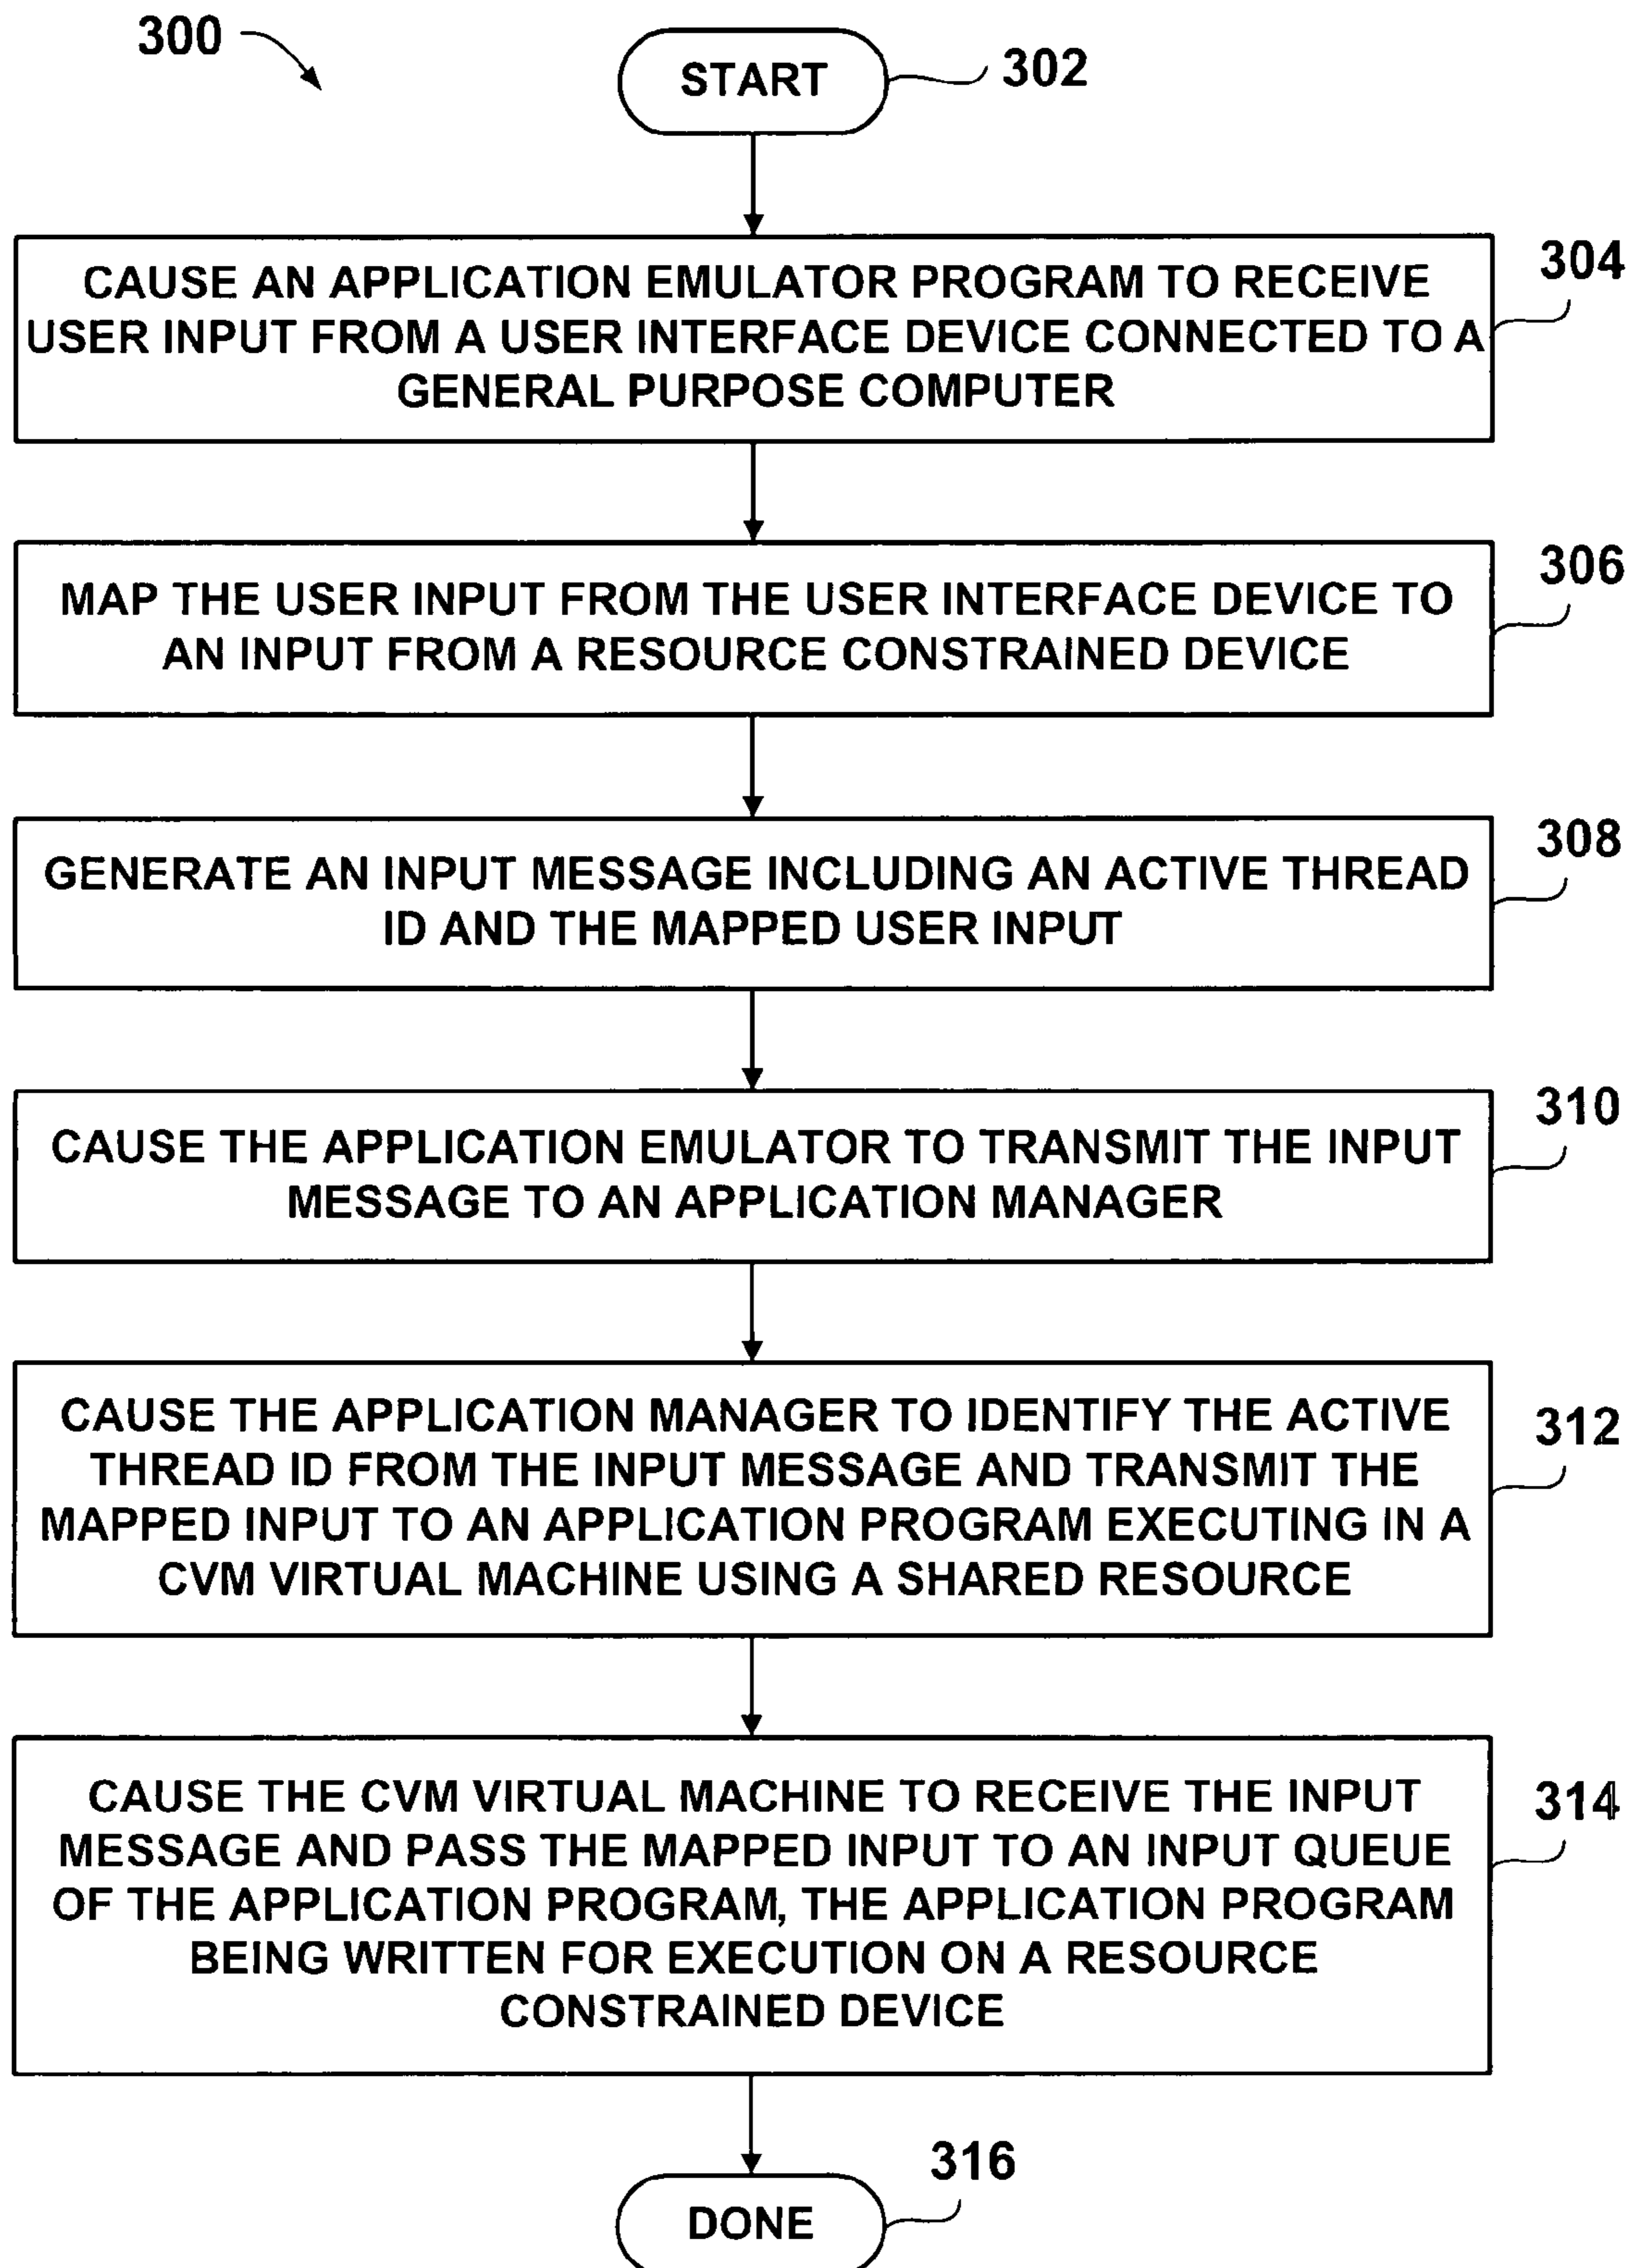 300
START
302
CAUSE AN APPLICATION EMULATOR PROGRAM TO RECEIVE
USER INPUT FROM A USER INTERFACE DEVICE CONNECTED TO A
GENERAL PURPOSE COMPUTER
304
MAP THE USER INPUT FROM THE USER INTERFACE DEVICE TO
AN INPUT FROM A RESOURCE CONSTRAINED DEVICE
306
GENERATE AN INPUT MESSAGE INCLUDING AN ACTIVE THREAD
ID AND THE MAPPED USER INPUT
308
CAUSE THE APPLICATION EMULATOR TO TRANSMIT THE INPUT
MESSAGE TO AN APPLICATION MANAGER
310
CAUSE THE APPLICATION MANAGER TO IDENTIFY THE ACTIVE
THREAD ID FROM THE INPUT MESSAGE AND TRANSMIT THE
MAPPED INPUT TO AN APPLICATION PROGRAM EXECUTING IN A
CVM VIRTUAL MACHINE USING A SHARED RESOURCE
312
CAUSE THE CVM VIRTUAL MACHINE TO RECEIVE THE INPUT
MESSAGE AND PASS THE MAPPED INPUT TO AN INPUT QUEUE
OF THE APPLICATION PROGRAM, THE APPLICATION PROGRAM
BEING WRITTEN FOR EXECUTION ON A RESOURCE
CONSTRAINED DEVICE
314
DONE
316